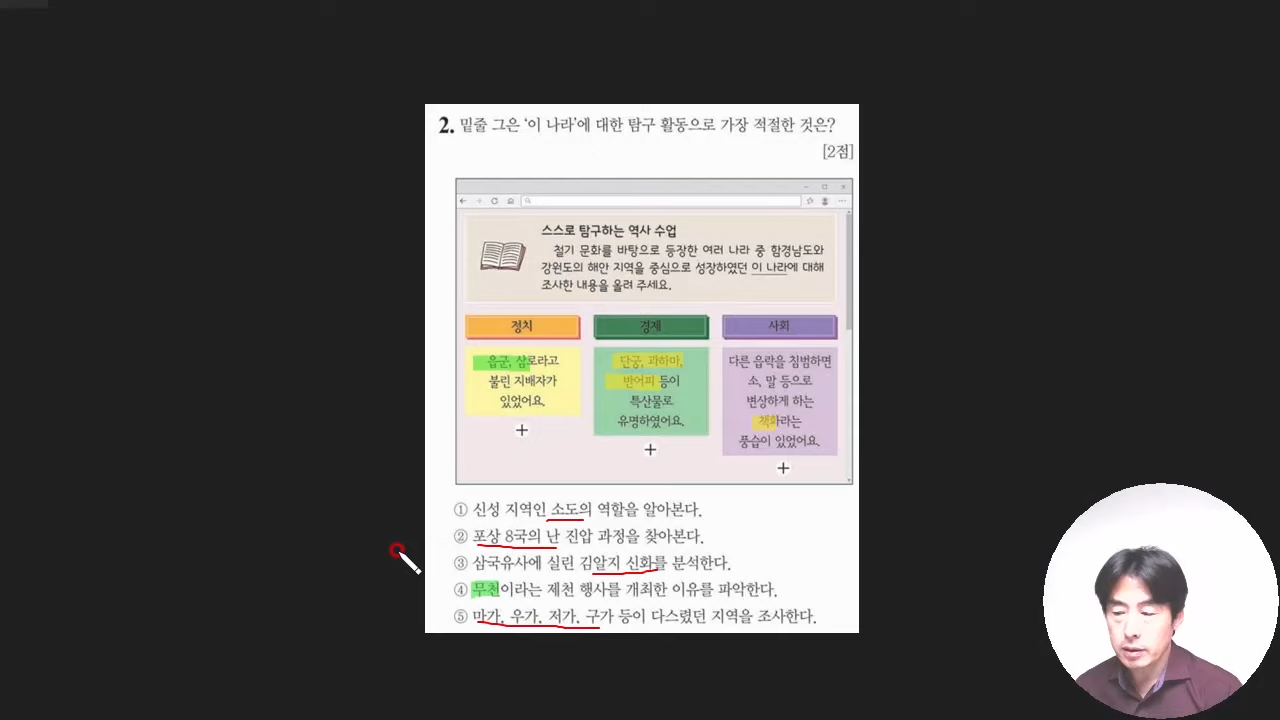 2. 밑줄 그은 '이 나라'에 대한 탐구 활동으로 가장 적절한 것은?
[2점]
스스로 탐구하는 역사 수업
철기 문화를 바탕으로 등장한 여러 나라 중 함경남도와
강원도의 해안 지역을 중심으로 성장하였던 이 나라에 대해
조사한 내용을 올려 주세요.
정치
읍군, 삼로라고
불린 지배자가
있었어요.
+
경제
단궁, 과하마,
반어피 등이
특산물로
유명하였어요.
+
사회
다른 읍락을 침범하면
소, 말 등으로
변상하게 하는
책화라는
풍습이 있었어요.
+
① 신성 지역인 소도의 역할을 알아본다.
② 포상 8국의 난 진압 과정을 찾아본다.
③ 삼국유사에 실린 김알지 신화를 분석한다.
④ 무천이라는 제천 행사를 개최한 이유를 파악한다.
⑤ 마가, 우가, 저가, 구가 등이 다스렸던 지역을 조사한다.